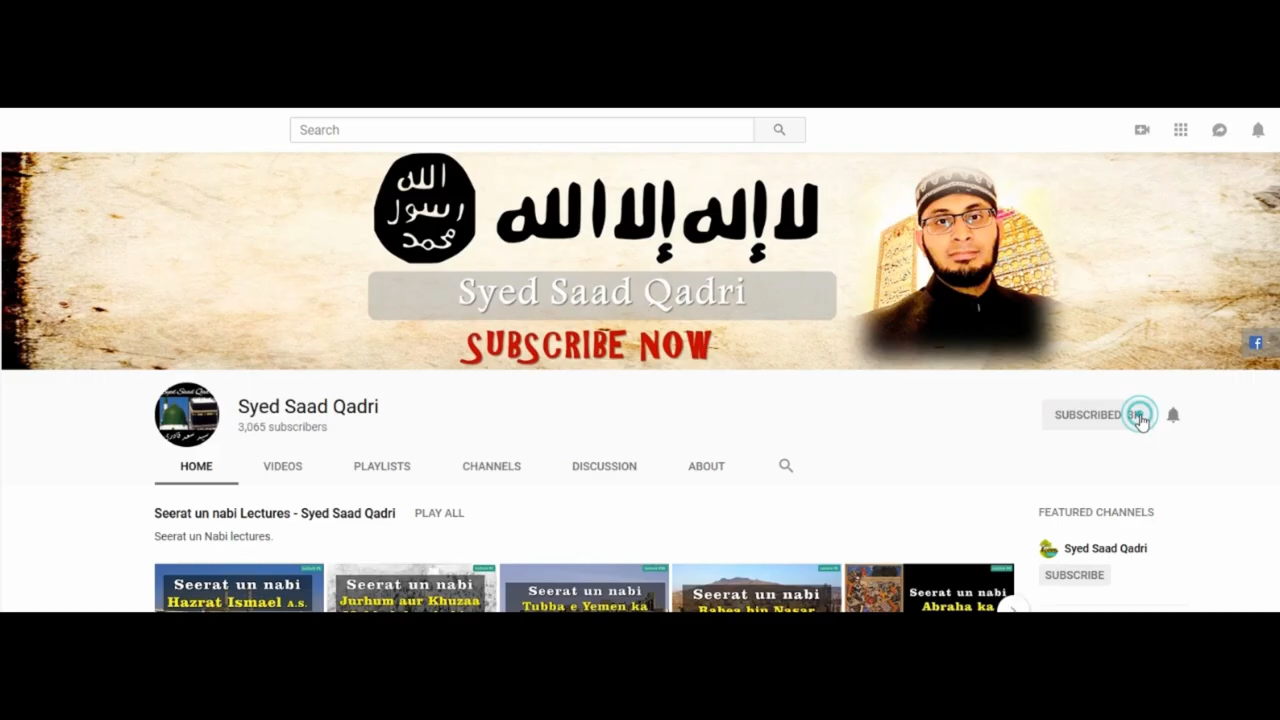 Search
الله
رسول
محمد
لا إله إلا الله
Syed Saad Qadri
SUBSCRIBE NOW
Syed Saad Qadri
3,065 subscribers
SUBSCRIBED
HOME VIDEOS PLAYLISTS CHANNELS DISCUSSION ABOUT
Seerat un nabi Lectures - Syed Saad Qadri PLAY ALL
Seerat un Nabi lectures.
FEATURED CHANNELS
Syed Saad Qadri
SUBSCRIBE
Seerat un nabi
Hazrat Ismael A.S.
Seerat un nabi
Jurhum aur Khuzaa
Seerat un nabi
Tubba e Yemen ka
Seerat un nabi
Rabea bin Nasar
Seerat un nabi
Abraha ka